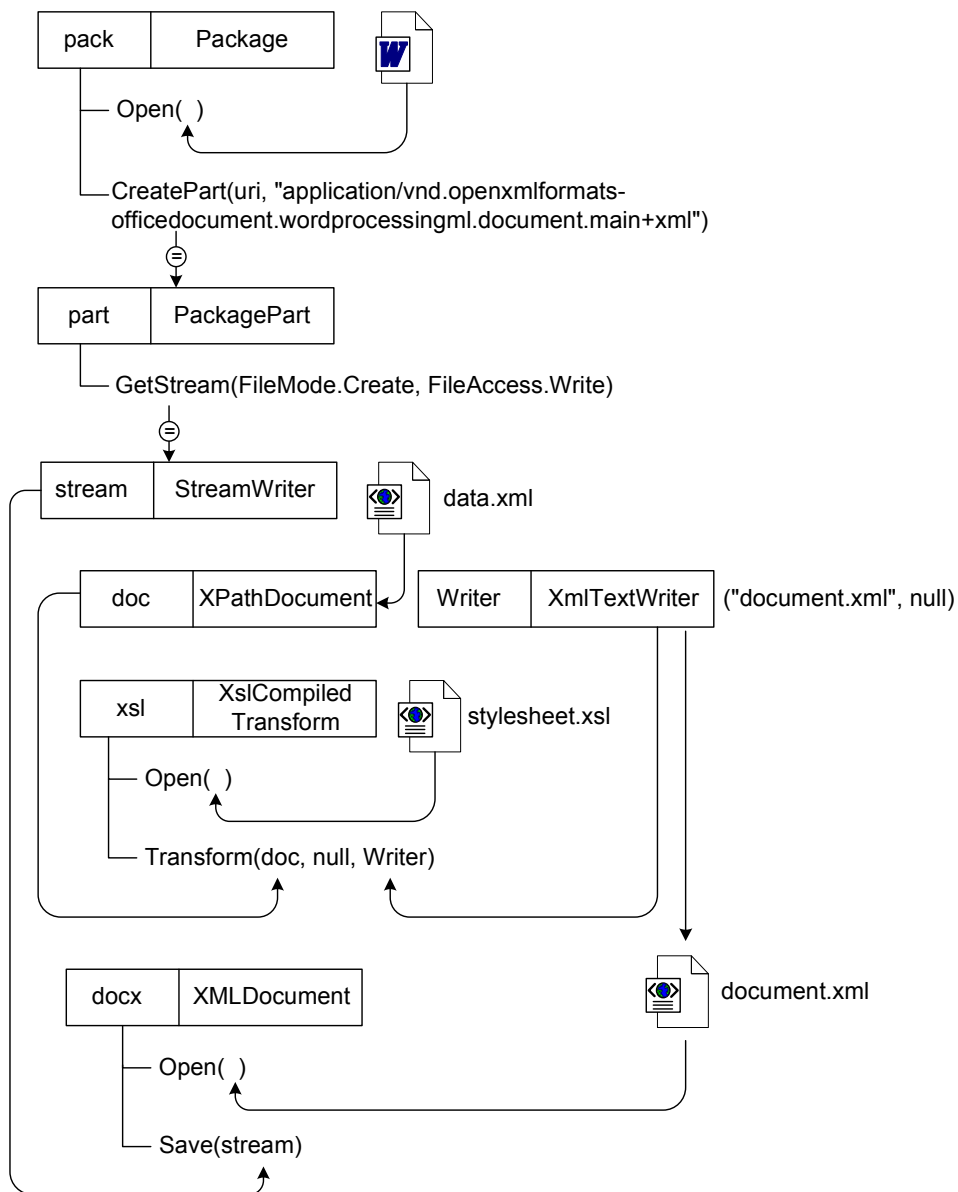 pack Package
W
Open( )
CreatePart(uri, "application/vnd.openxmlformats-
officedocument.wordprocessingml.document.main+xml")
=
part PackagePart
GetStream(FileMode.Create, FileAccess.Write)
=
stream StreamWriter
data.xml
doc XPathDocument
Writer XmlTextWriter ("document.xml", null)
xsl XslCompiled
Transform
stylesheet.xsl
Open( )
Transform(doc, null, Writer)
docx XMLDocument
document.xml
Open( )
Save(stream)